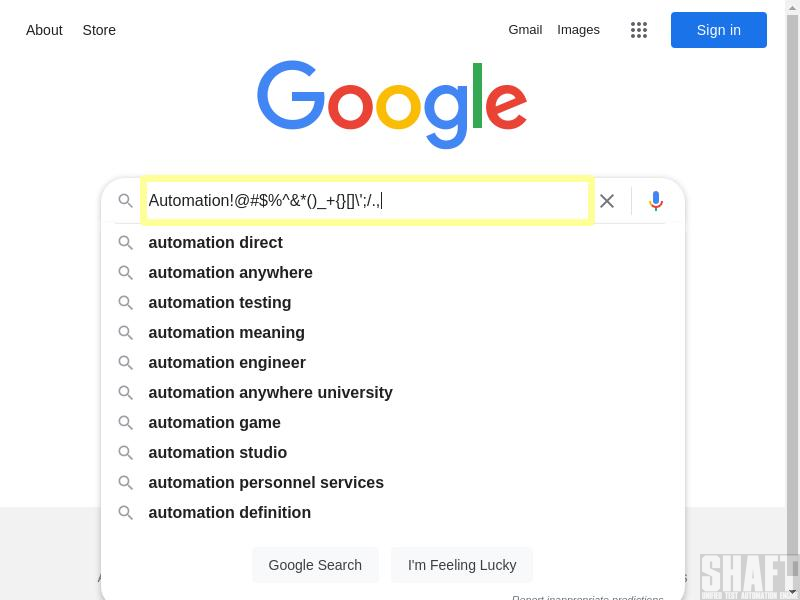 About Store Gmail Images Sign in
Google
Automation!@#$%^&*()_+{}[]\';/.,
automation direct
automation anywhere
automation testing
automation meaning
automation engineer
automation anywhere university
automation game
automation studio
automation personnel services
automation definition
Google Search I'm Feeling Lucky
Report inappropriate predictions
SHAFT